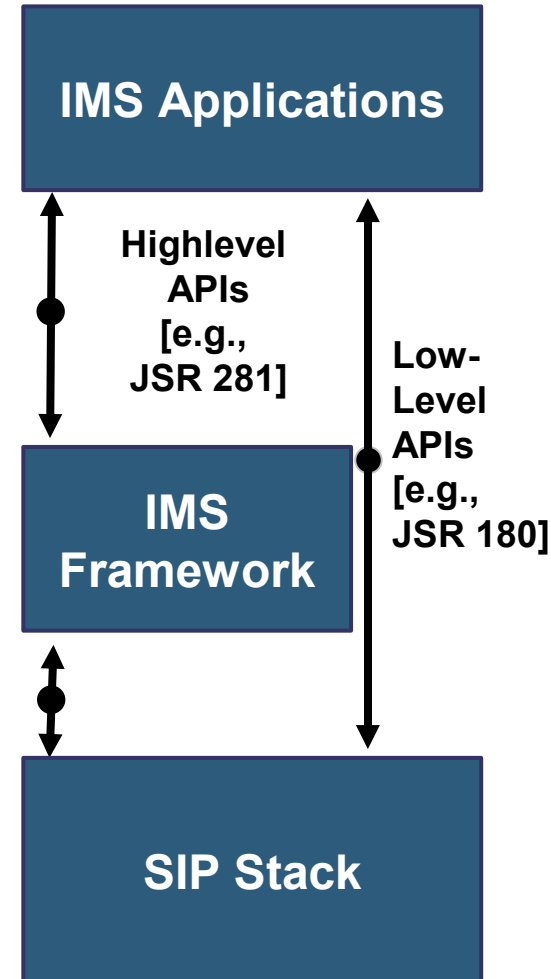 IMS Applications
Highlevel
APIs
[e.g.,
JSR 281]
Low-
Level
APIs
[e.g.,
JSR 180]
IMS
Framework
SIP Stack